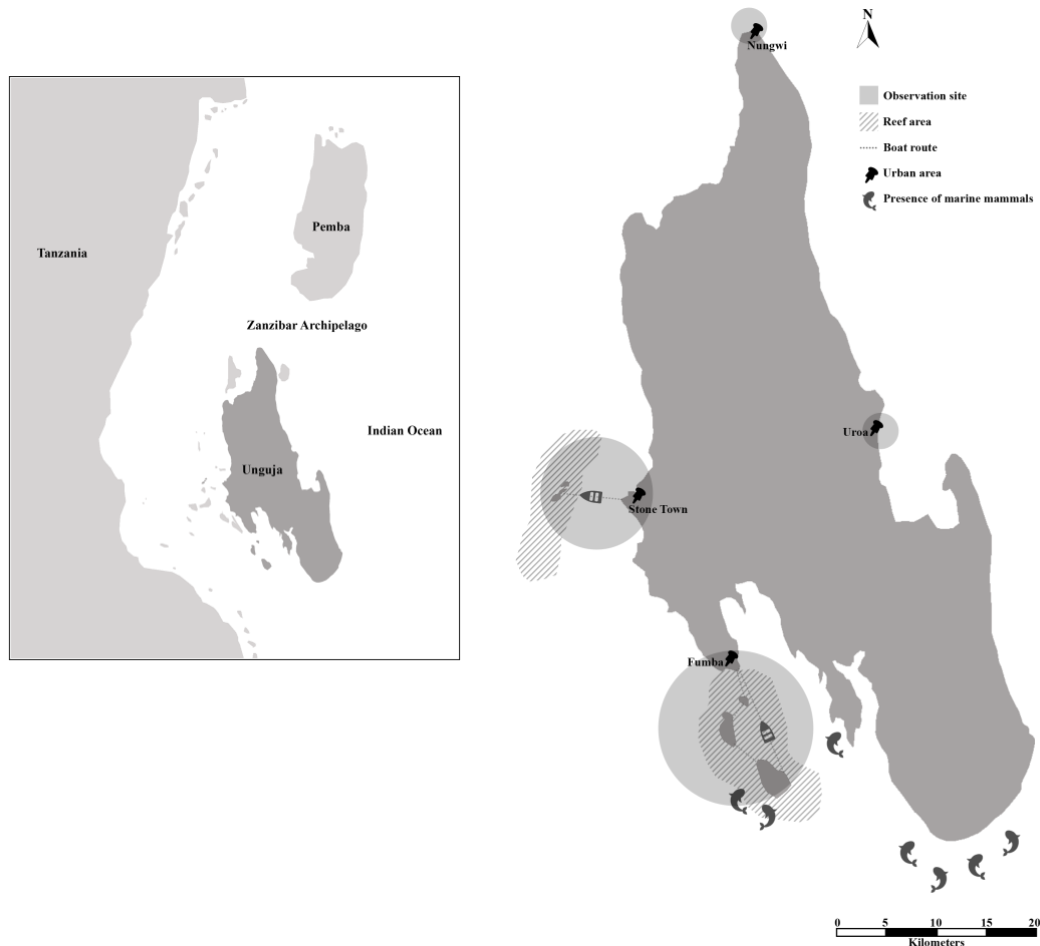 Tanzania
Pemba
Zanzibar Archipelago
Indian Ocean
Unguja
N
Nungwi
Observation site
Reef area
Boat route
Urban area
Presence of marine mammals
Uroa
Stone Town
Fumba
0 5 10 15 20
Kilometers